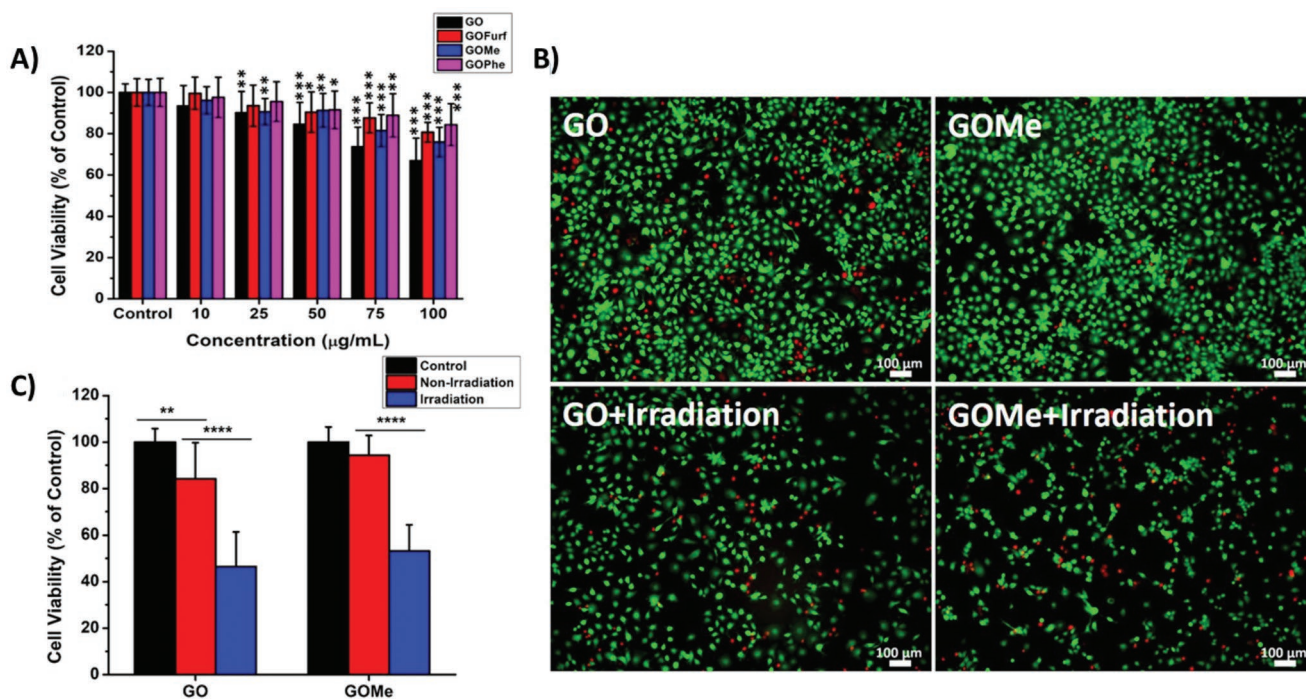 A)
GO
GOFurf
GOMe
GOPhe
120
100
80
60
40
20
0
Cell Viability (% of Control)
** ** *** ** ** * *** *** *** ** *** *** *** ***
Control 10 25 50 75 100
Concentration (μg/mL)
B)
GO
100 μm
GOMe
100 μm
GO+Irradiation
100 μm
GOMe+Irradiation
100 μm
C)
Control
Non-Irradiation
Irradiation
120
100
80
60
40
20
0
Cell Viability (% of Control)
**
****
****
GO GOMe